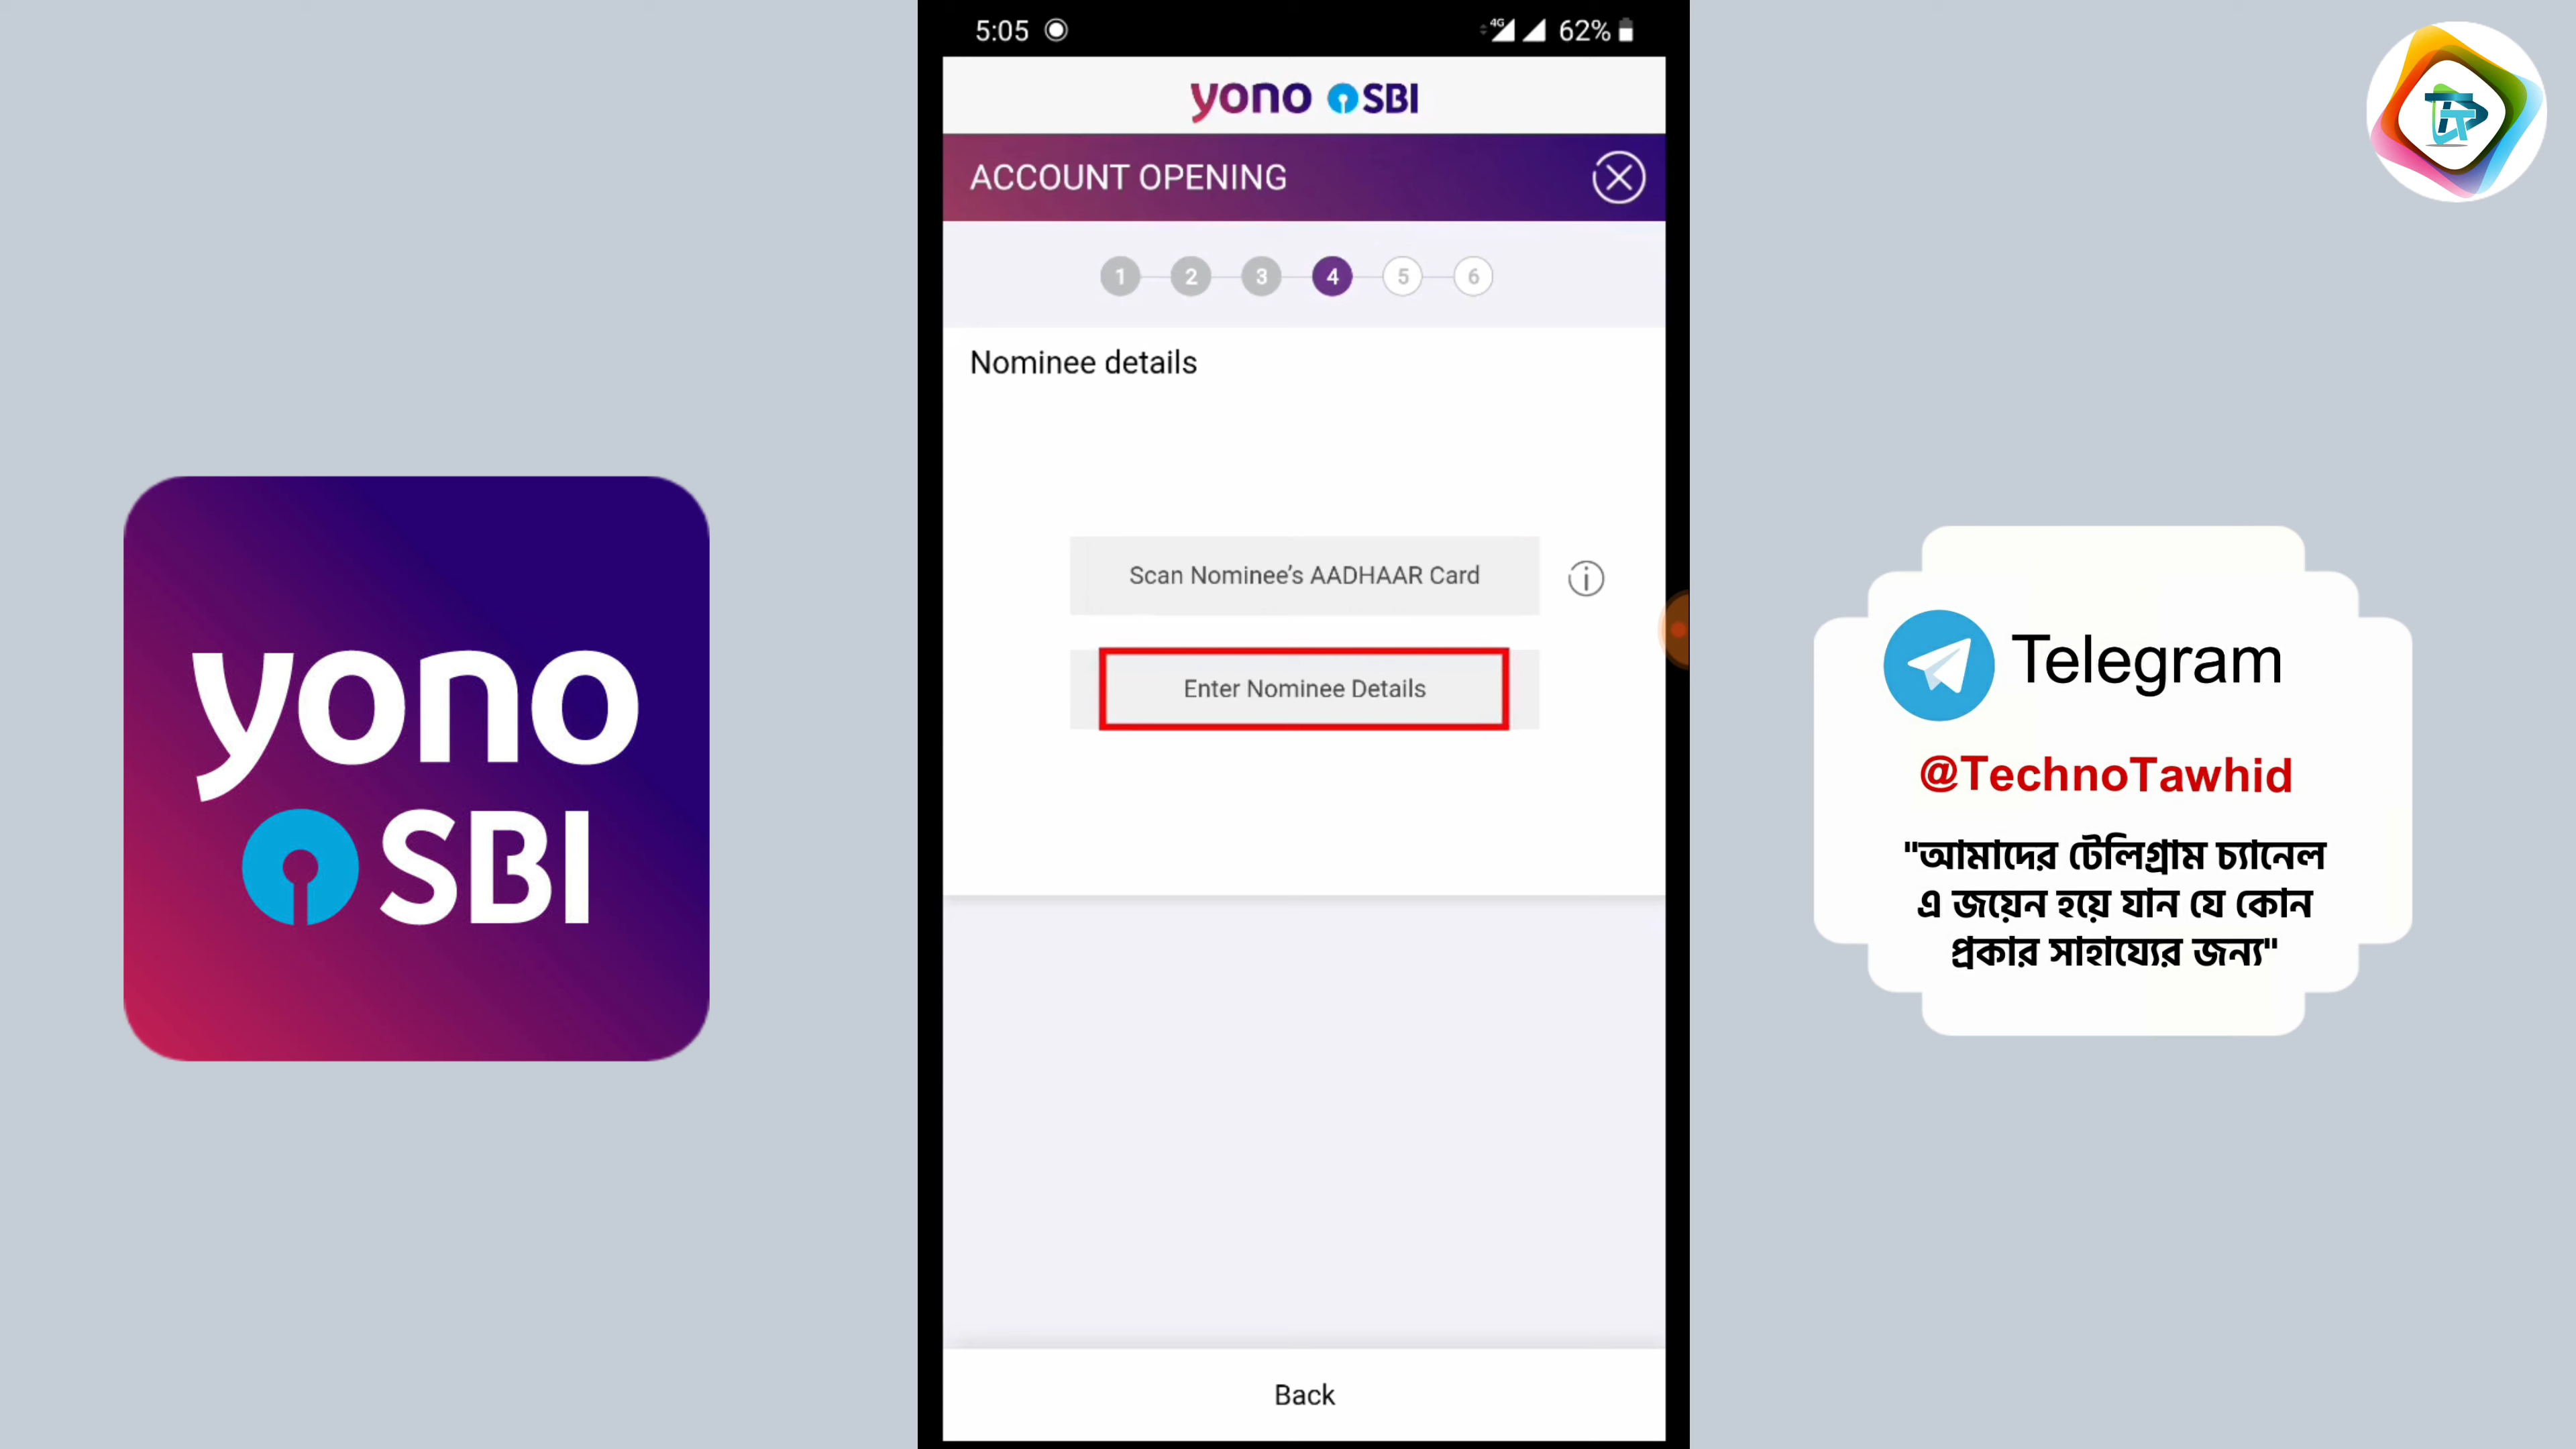 5:05
4G 62%
yono SBI
ACCOUNT OPENING
1 2 3 4 5 6
Nominee details
Scan Nominee's AADHAAR Card
Enter Nominee Details
Back
yono
SBI
Telegram
@TechnoTawhid
"আমাদের টেলিগ্রাম চ্যানেল
এ জয়েন হয়ে যান যে কোন
প্রকার সাহায্যের জন্য"